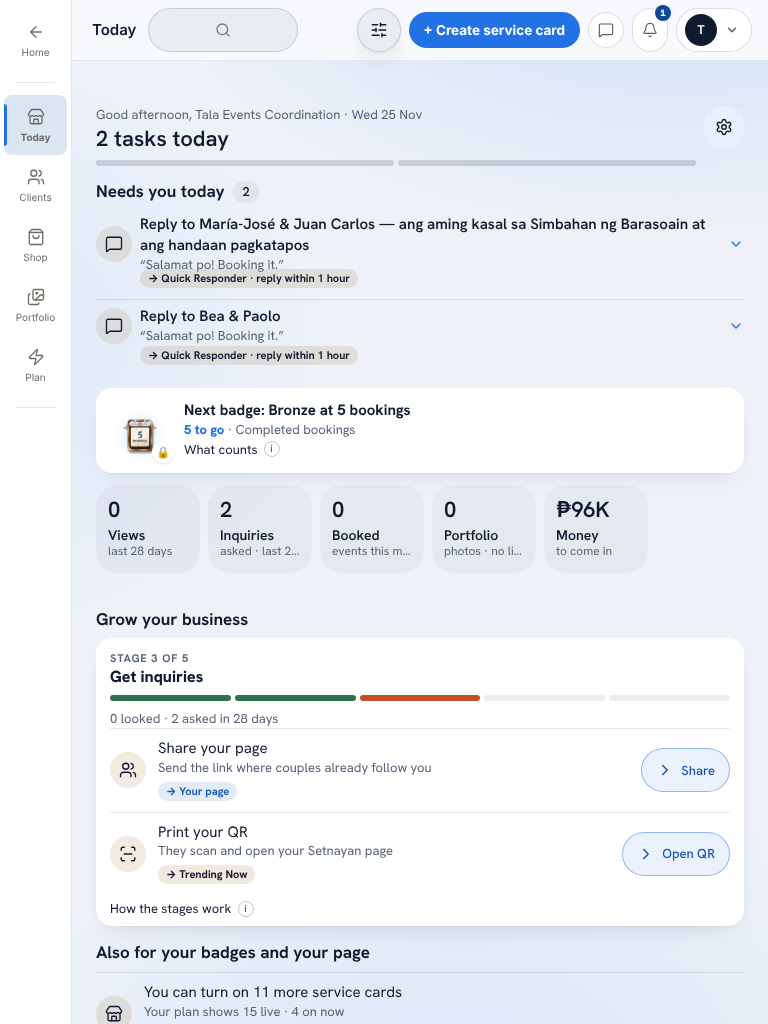 Home
Today
Clients
Shop
Portfolio
Plan
Today
+ Create service card
1
T
Good afternoon, Tala Events Coordination · Wed 25 Nov
2 tasks today
Needs you today 2
Reply to María-José & Juan Carlos — ang aming kasal sa Simbahan ng Barasoain at
ang handaan pagkatapos
“Salamat po! Booking it.”
→ Quick Responder · reply within 1 hour
Reply to Bea & Paolo
“Salamat po! Booking it.”
→ Quick Responder · reply within 1 hour
5
Next badge: Bronze at 5 bookings
5 to go · Completed bookings
What counts i
0
Views
last 28 days
2
Inquiries
asked · last 2...
0
Booked
events this m...
0
Portfolio
photos · no li...
₱96K
Money
to come in
Grow your business
STAGE 3 OF 5
Get inquiries
0 looked · 2 asked in 28 days
Share your page
Send the link where couples already follow you
→ Your page
Share
Print your QR
They scan and open your Setnayan page
→ Trending Now
Open QR
How the stages work i
Also for your badges and your page
You can turn on 11 more service cards
Your plan shows 15 live · 4 on now